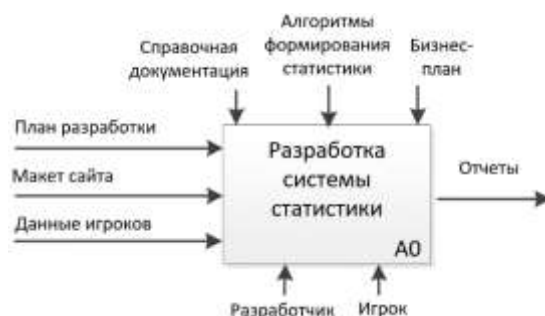 Справочная
документация
Алгоритмы
формирования
статистики
Бизнес-
план
План разработки
Макет сайта
Данные игроков
Разработка
системы
статистики
A0
Отчеты
Разработчик
Игрок